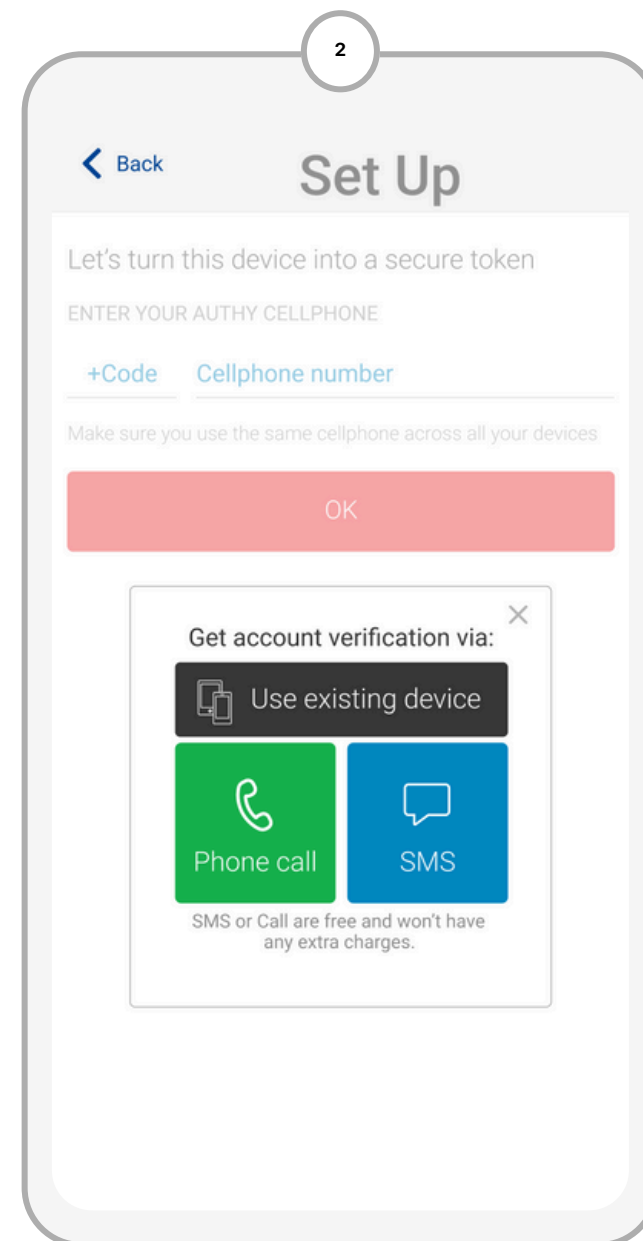 2
Back
Set Up
Let's turn this device into a secure token
ENTER YOUR AUTHY CELLPHONE
+Code Cellphone number
Make sure you use the same cellphone across all your devices
OK
Get account verification via:
Use existing device
Phone call SMS
SMS or Call are free and won't have
any extra charges.